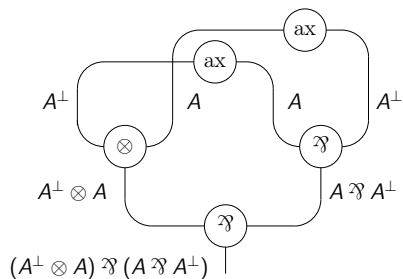 ax
ax
A⊥ A A A⊥
⊗ ⅋
A⊥ ⊗ A A ⅋ A⊥
⅋
(A⊥ ⊗ A) ⅋ (A ⅋ A⊥)